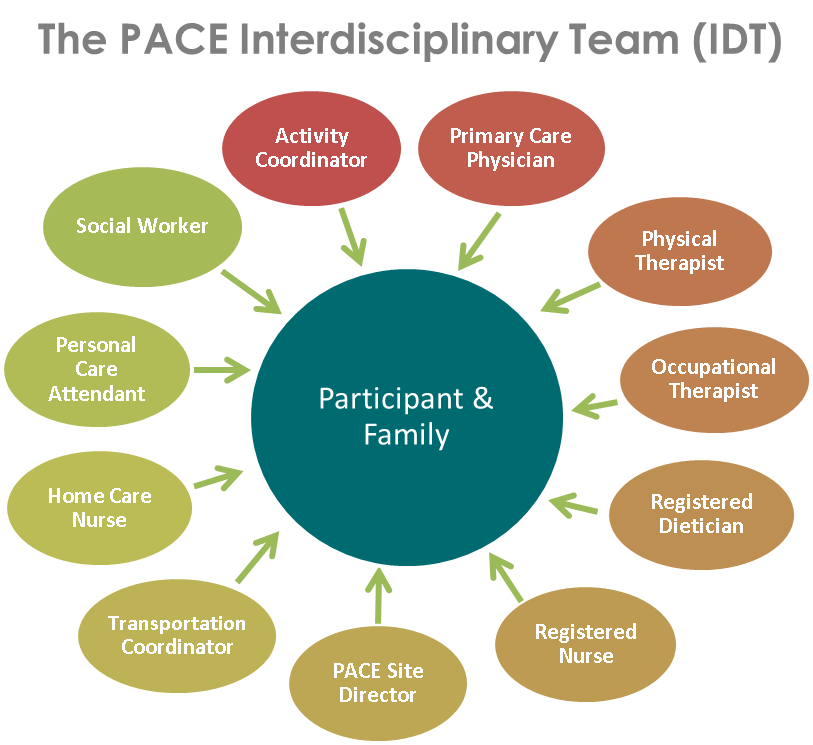 The PACE Interdisciplinary Team (IDT)
Activity
Coordinator
Primary Care
Physician
Social Worker
Physical
Therapist
Personal
Care
Attendant
Occupational
Therapist
Participant &
Family
Home Care
Nurse
Registered
Dietician
Transportation
Coordinator
Registered
Nurse
PACE Site
Director